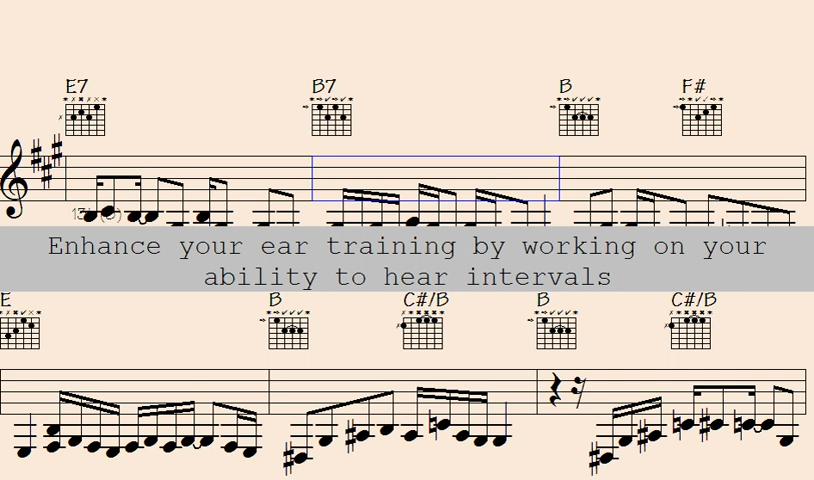 E7 B7 B F#
Enhance your ear training by working on your
ability to hear intervals
E B C#/B B C#/B